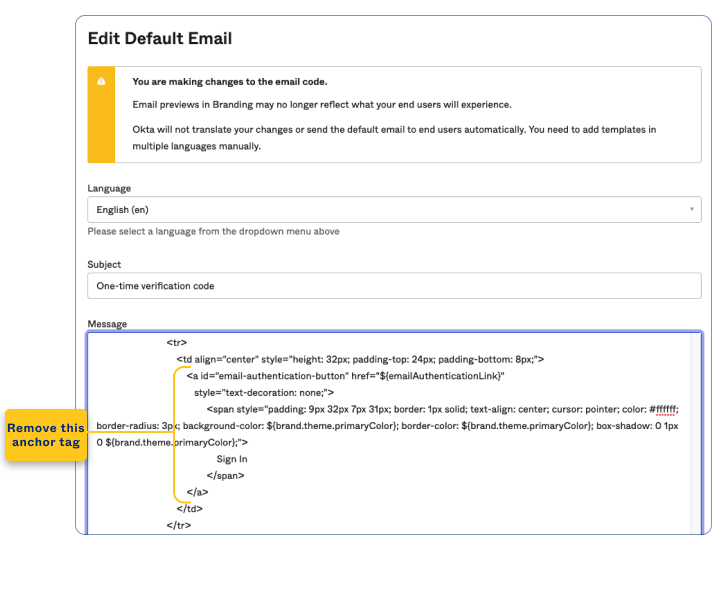 Edit Default Email
You are making changes to the email code.
Email previews in Branding may no longer reflect what your end users will experience.
Okta will not translate your changes or send the default email to end users automatically. You need to add templates in
multiple languages manually.
Language
English (en)
Please select a language from the dropdown menu above
Subject
One-time verification code
Message
<tr>
<td align="center" style="height: 32px; padding-top: 24px; padding-bottom: 8px;">
<a id="email-authentication-button" href="${emailAuthenticationLink}"
style="text-decoration: none;">
<span style="padding: 9px 32px 7px 31px; border: 1px solid; text-align: center; cursor: pointer; color: #ffffff;
border-radius: 3px; background-color: ${brand.theme.primaryColor}; border-color: ${brand.theme.primaryColor}; box-shadow: 0 1px
0 ${brand.theme.primaryColor};">
Sign In
</span>
</a>
</td>
</tr>
Remove this
anchor tag